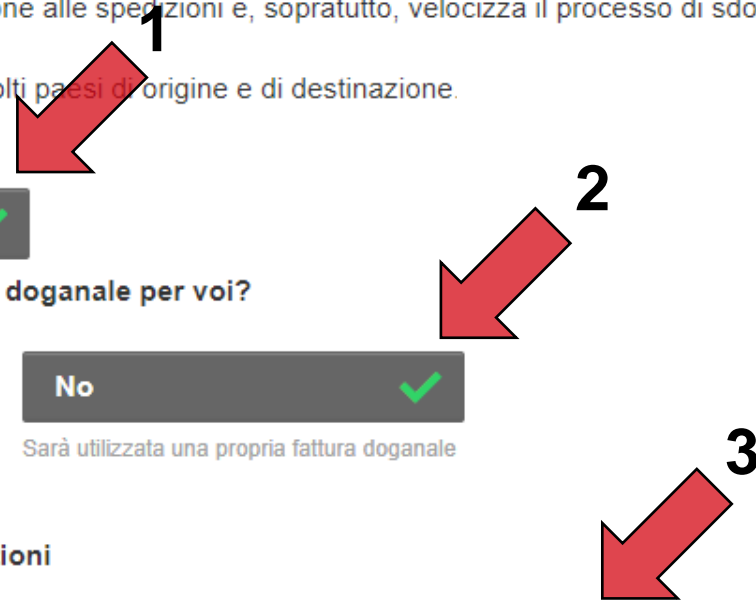 one alle spedizioni e, sopratutto, velocizza il processo di sdo
1
olti paesi di origine e di destinazione.
2
doganale per voi?
No
Sarà utilizzata una propria fattura doganale
3
ioni